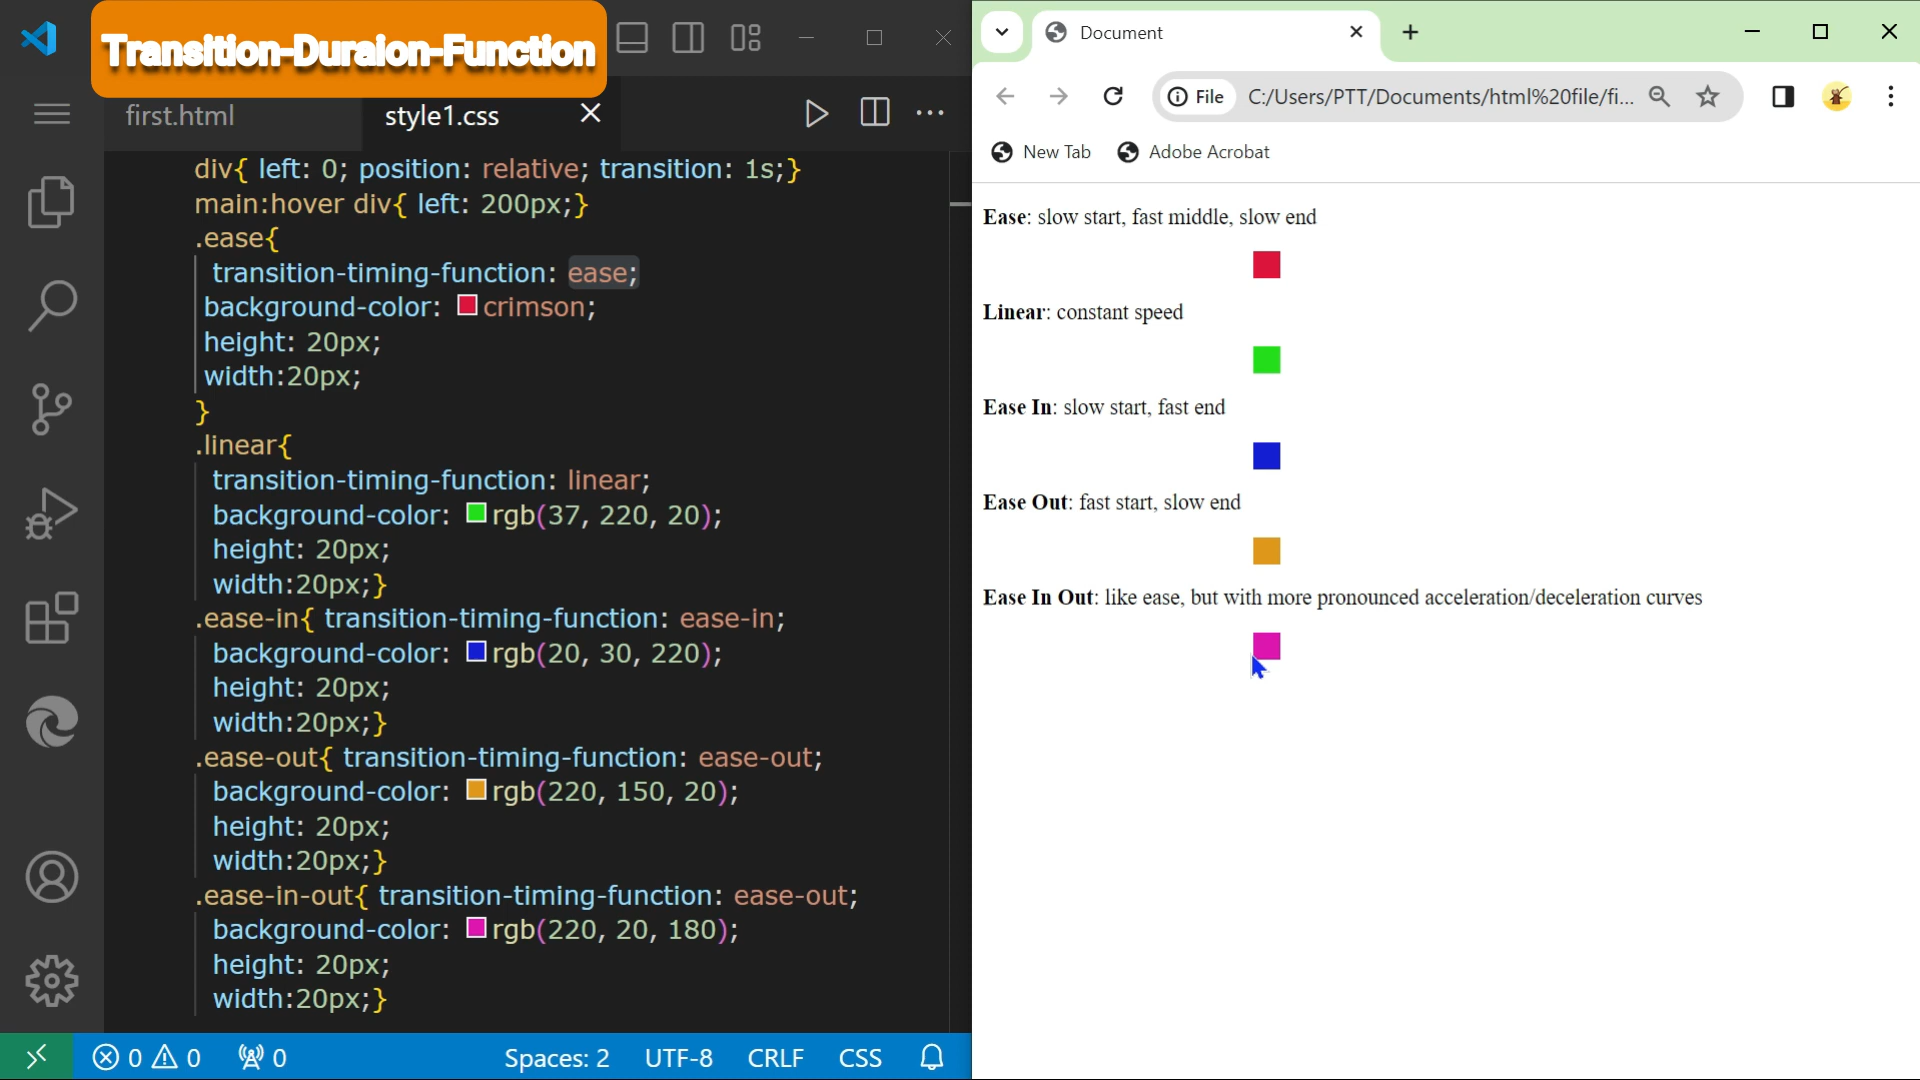 Transition-Duraion-Function
first.html
style1.css
div{ left: 0; position: relative; transition: 1s;}
main:hover div{ left: 200px;}
.ease{
transition-timing-function: ease;
background-color: crimson;
height: 20px;
width:20px;
}
.linear{
transition-timing-function: linear;
background-color: rgb(37, 220, 20);
height: 20px;
width:20px;}
.ease-in{ transition-timing-function: ease-in;
background-color: rgb(20, 30, 220);
height: 20px;
width:20px;}
.ease-out{ transition-timing-function: ease-out;
background-color: rgb(220, 150, 20);
height: 20px;
width:20px;}
.ease-in-out{ transition-timing-function: ease-out;
background-color: rgb(220, 20, 180);
height: 20px;
width:20px;}
0 0 0 Spaces: 2 UTF-8 CRLF CSS
Document
File C:/Users/PTT/Documents/html%20file/fi...
New Tab Adobe Acrobat
Ease: slow start, fast middle, slow end
Linear: constant speed
Ease In: slow start, fast end
Ease Out: fast start, slow end
Ease In Out: like ease, but with more pronounced acceleration/deceleration curves